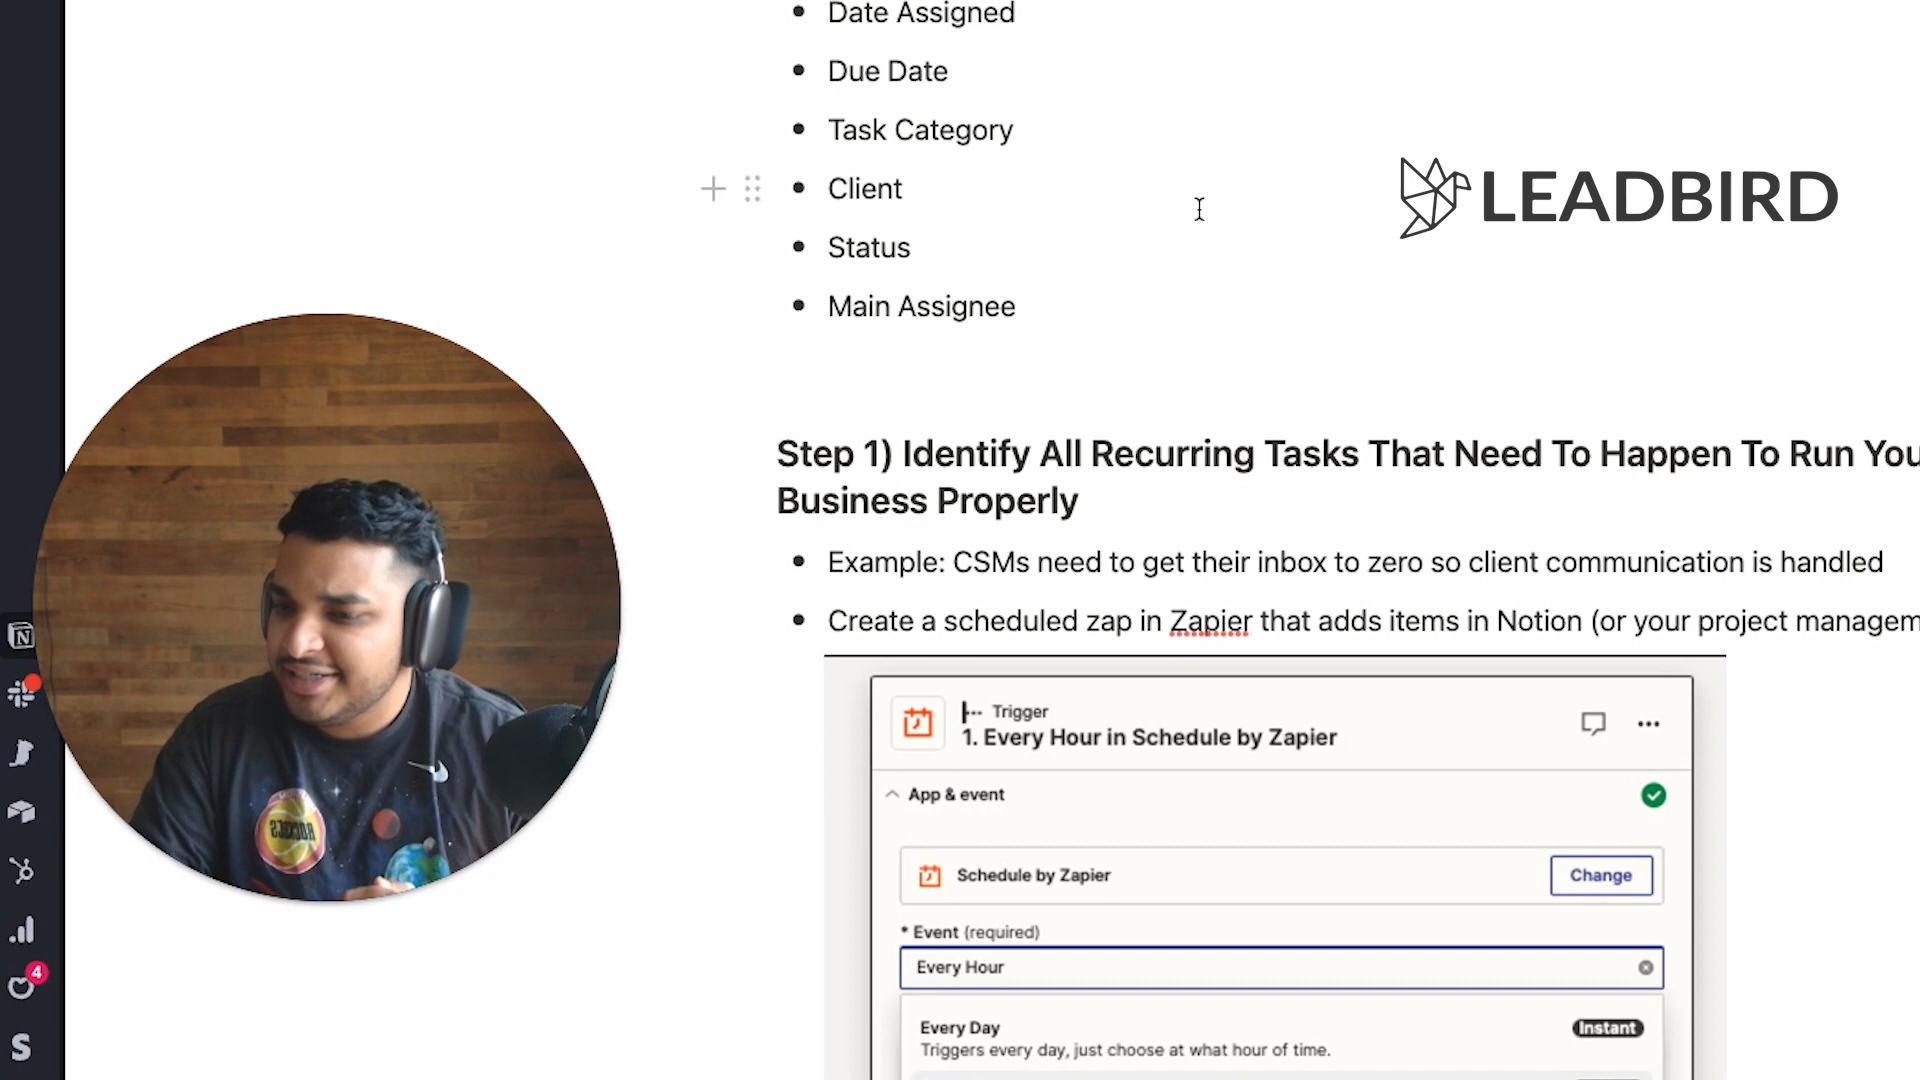 Date Assigned
Due Date
Task Category
Client
Status
Main Assignee
LEADBIRD
Step 1) Identify All Recurring Tasks That Need To Happen To Run You
Business Properly
Example: CSMs need to get their inbox to zero so client communication is handled
Create a scheduled zap in Zapier that adds items in Notion (or your project managem
Trigger
1. Every Hour in Schedule by Zapier
App & event
Schedule by Zapier
Change
* Event (required)
Every Hour
Every Day
Instant
Triggers every day, just choose at what hour of time.
ROCKETS
4